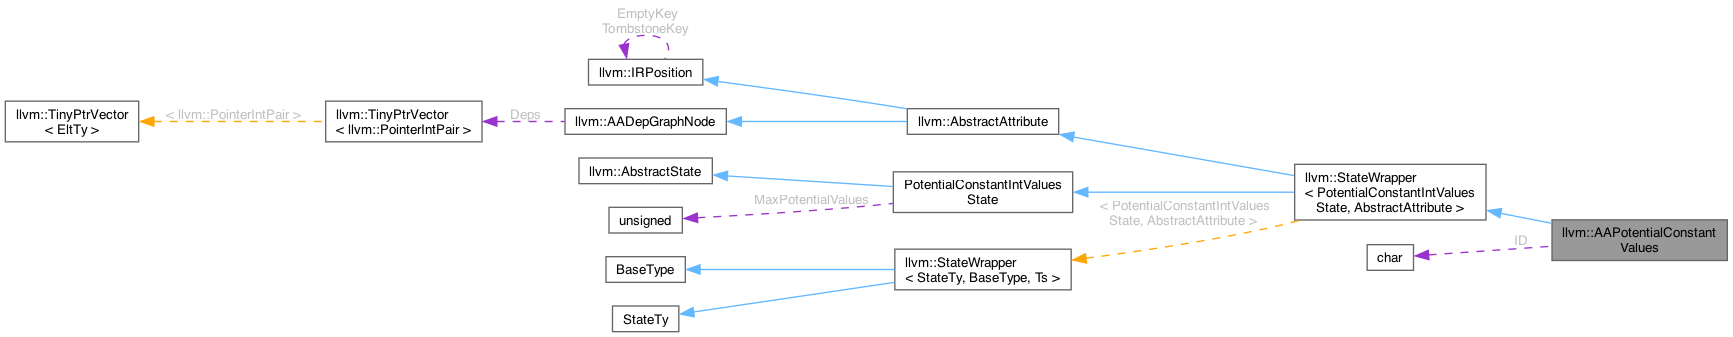 EmptyKey
TombstoneKey
llvm::IRPosition
llvm::TinyPtrVector
< EltTy >
< llvm::PointerIntPair >
llvm::TinyPtrVector
< llvm::PointerIntPair >
Deps
llvm::AADepGraphNode
llvm::AbstractAttribute
llvm::AbstractState
PotentialConstantIntValues
State
MaxPotentialValues
unsigned
llvm::StateWrapper
< PotentialConstantIntValues
State, AbstractAttribute >
< PotentialConstantIntValues
State, AbstractAttribute >
llvm::AAPotentialConstant
Values
ID
char
BaseType
llvm::StateWrapper
< StateTy, BaseType, Ts >
StateTy